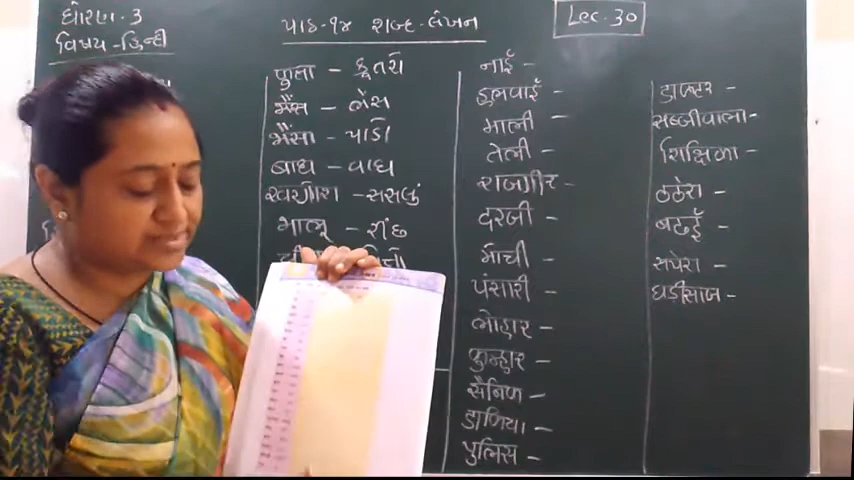 ધોરણ - 3
વિષય - હિન્દી
પાઠ-૧૪ શબ્દ-લેખન
Lec. 30
कुत्ता - કૂતરો
भैंस - ભેંસ
भैंसा - પાડો
बाघ - વાઘ
खरगोश - સસલું
भालू - રીંછ
नाई -
हलवाई -
माली -
तेली -
राजगीर -
दरजी -
मोची -
पंसारी -
लोहार -
कुम्हार -
सैनिक -
डाकिया -
पुलिस -
डाक्टर -
सब्जीवाला -
शिक्षिका -
ठठेरा -
बढई -
सपेरा -
घडीसाज -